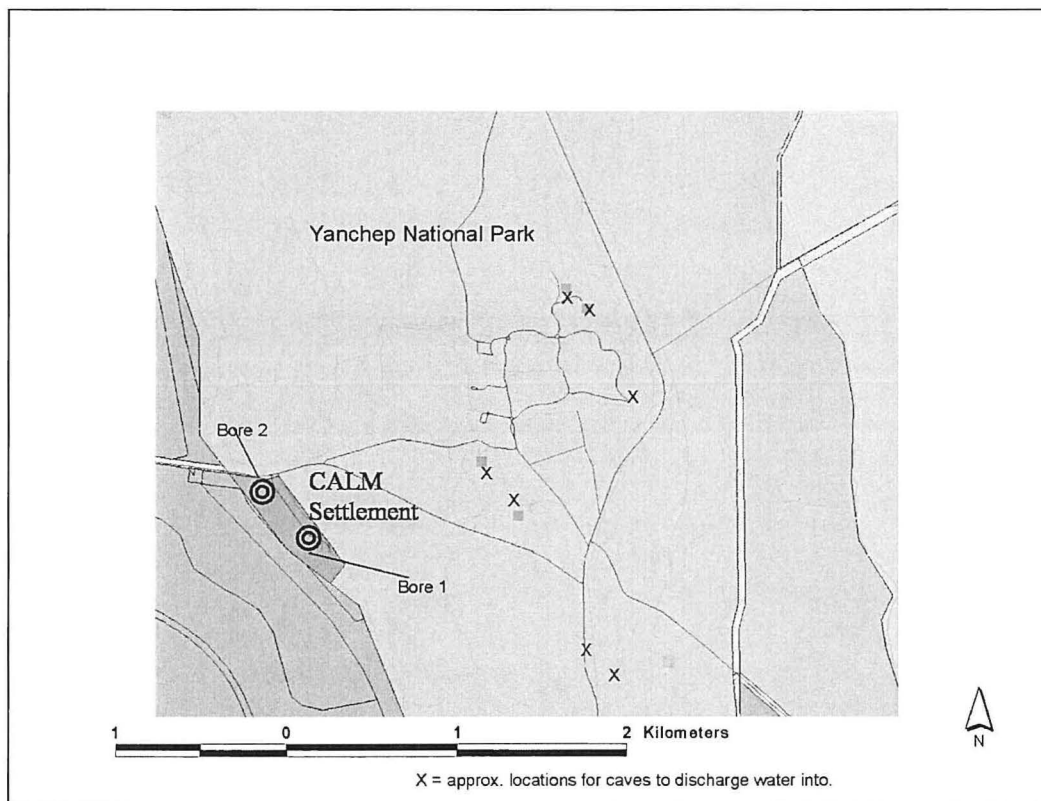 Yanchep National Park
X
X
X
Bore 2
X
CALM
Settlement
X
Bore 1
X
X
1 0 1 2 Kilometers
N
X = approx. locations for caves to discharge water into.